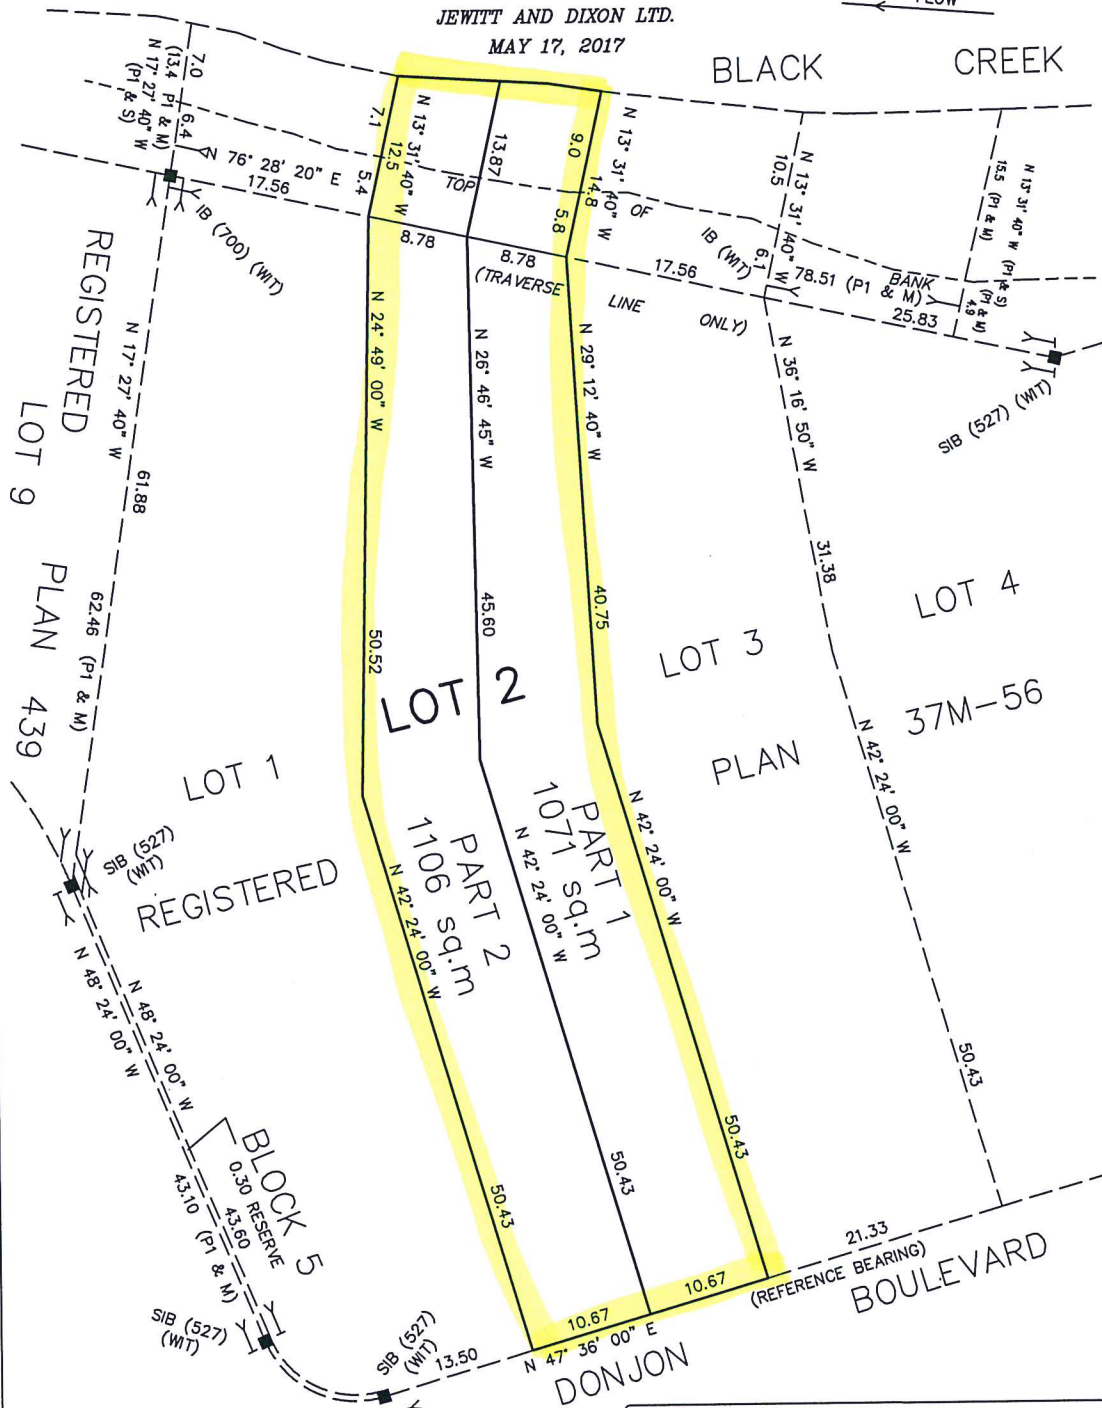 JEWITT AND DIXON LTD.
MAY 17, 2017
BLACK CREEK
7.0
(13.4 P1 & M)
N 17° 27' 40" W
(P1 & S)
6.4
N 76° 28' 20" E
17.56
IB (700) (WIT)
7.1
N 13° 31' 40" W
12.5
5.4
13.87
9.0
N 13° 31' 40" W
14.8
5.8
TOP OF BANK
8.78
8.78
(TRAVERSE LINE ONLY)
17.56
IB (WIT)
N 13° 31' 40" W
10.5
6.1
78.51 (P1 & M)
25.83
N 13° 31' 40" W (P1 & S)
15.5 (P1 & M)
4.9
(P1 & M)
SIB (527) (WIT)
REGISTERED
LOT 9
PLAN 439
N 17° 27' 40" W
61.88
62.46 (P1 & M)
N 24° 49' 00" W
50.52
N 26° 46' 45" W
45.60
N 29° 12' 40" W
40.75
N 36° 16' 50" W
31.38
LOT 1
LOT 2
LOT 3
LOT 4
REGISTERED
PLAN
37M-56
PART 2
1106 sq.m
PART 1
1071 sq.m
N 42° 24' 00" W
50.43
N 42° 24' 00" W
50.43
N 42° 24' 00" W
50.43
N 42° 24' 00" W
50.43
SIB (527)
(WIT)
N 48° 24' 00" W
N 48° 24' 00" W
BLOCK 5
0.30 RESERVE
43.60
43.10 (P1 & M)
SIB (527)
(WIT)
SIB (527)
(WIT)
13.50
10.67
10.67
N 47° 36' 00" E
21.33
(REFERENCE BEARING)
DONJON BOULEVARD